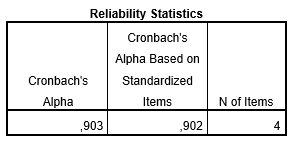 Reliability Statistics
Cronbach's
Alpha
Cronbach's
Alpha Based on
Standardized
Items
N of Items
,903
,902
4